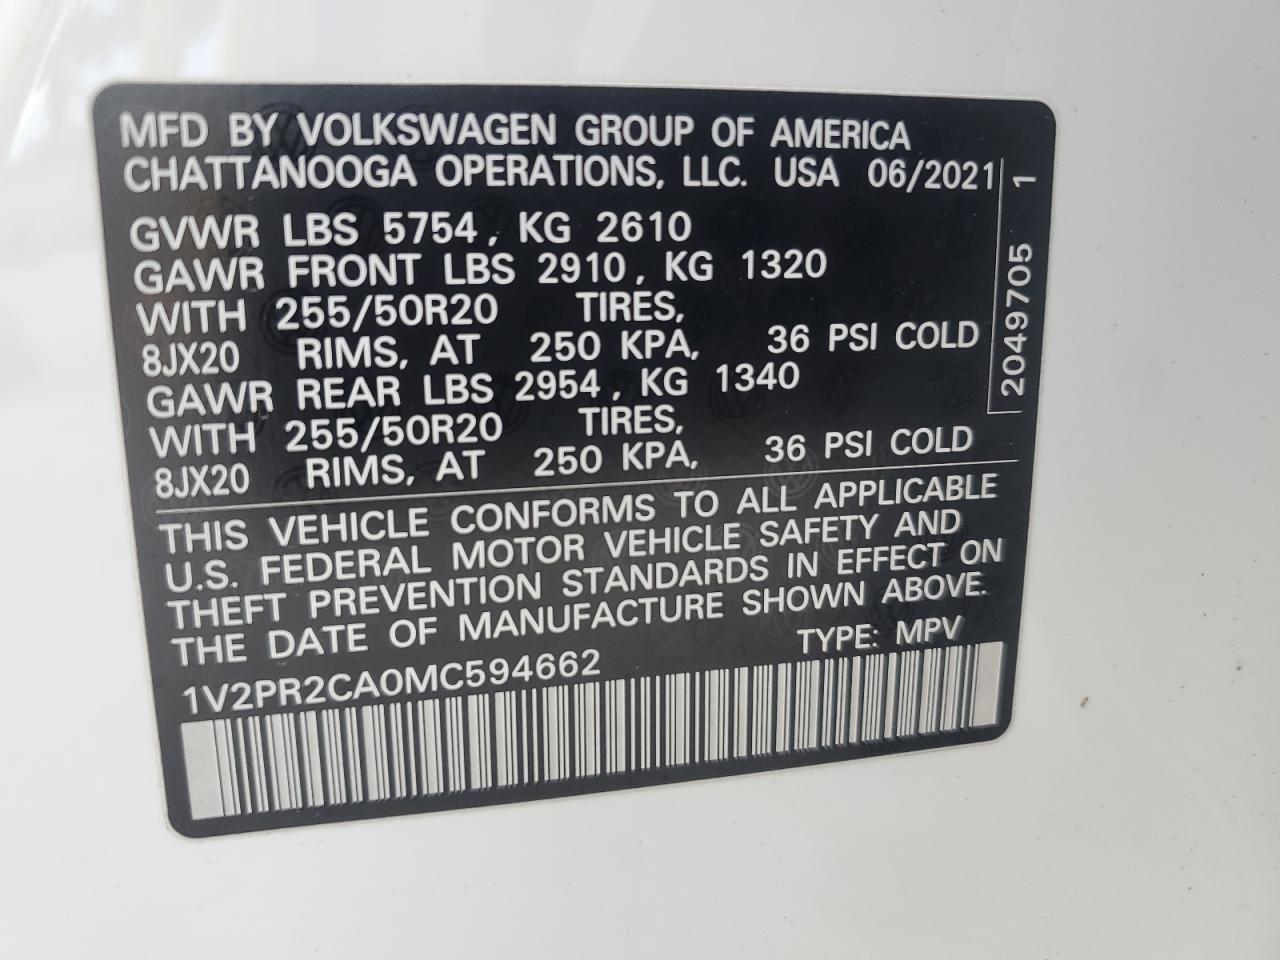 MFD BY VOLKSWAGEN GROUP OF AMERICA
CHATTANOOGA OPERATIONS, LLC. USA 06/2021
GVWR LBS 5754, KG 2610
GAWR FRONT LBS 2910, KG 1320
WITH 255/50R20 TIRES,
8JX20 RIMS, AT 250 KPA, 36 PSI COLD
GAWR REAR LBS 2954, KG 1340
WITH 255/50R20 TIRES,
8JX20 RIMS, AT 250 KPA, 36 PSI COLD
THIS VEHICLE CONFORMS TO ALL APPLICABLE
U.S. FEDERAL MOTOR VEHICLE SAFETY AND
THEFT PREVENTION STANDARDS IN EFFECT ON
THE DATE OF MANUFACTURE SHOWN ABOVE.
TYPE: MPV
1V2PR2CA0MC594662
2049705 1